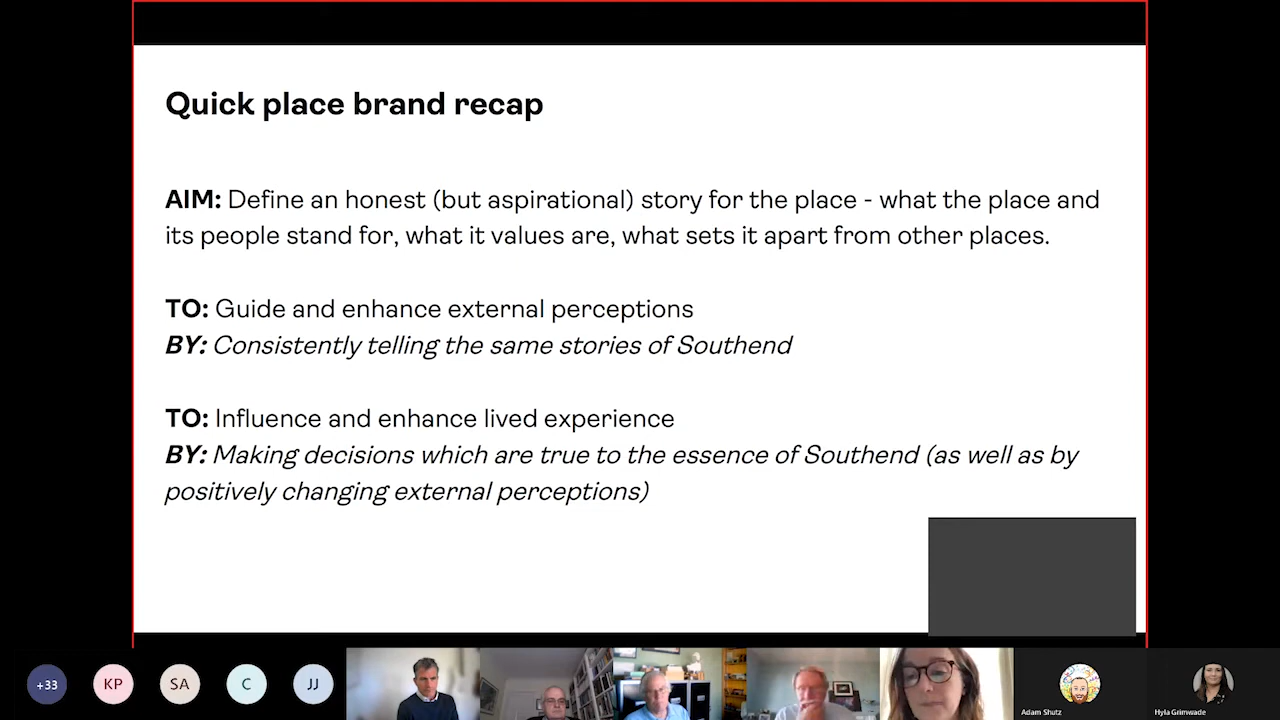 Quick place brand recap
AIM: Define an honest (but aspirational) story for the place - what the place and
its people stand for, what it values are, what sets it apart from other places.
TO: Guide and enhance external perceptions
BY: Consistently telling the same stories of Southend
TO: Influence and enhance lived experience
BY: Making decisions which are true to the essence of Southend (as well as by
positively changing external perceptions)
+33
KP
SA
C
JJ
Adam Shutz
Hyla Grimwade